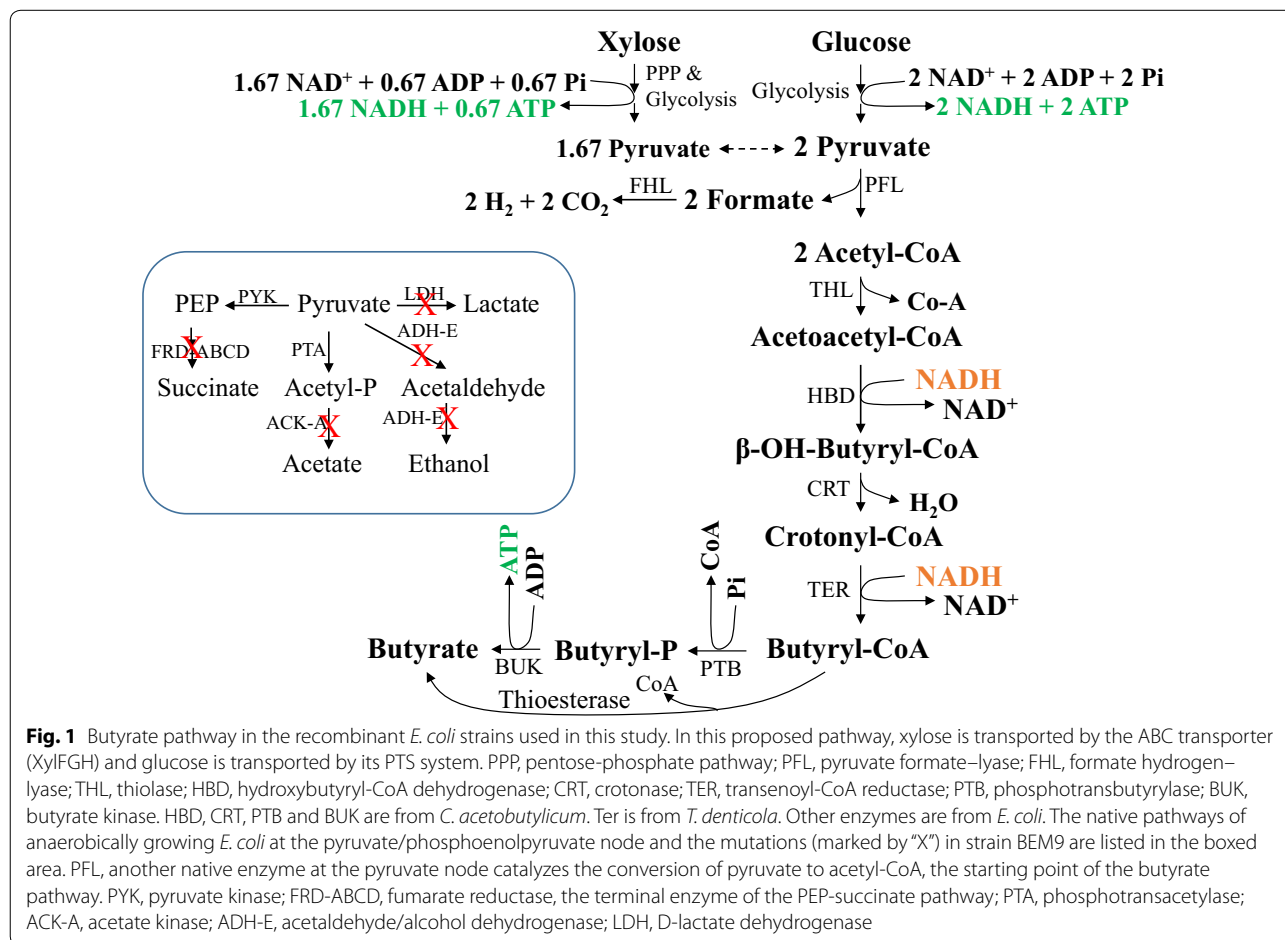 Xylose
Glucose
1.67 NAD⁺ + 0.67 ADP + 0.67 Pi
PPP &
Glycolysis
1.67 NADH + 0.67 ATP
Glycolysis
2 NAD⁺ + 2 ADP + 2 Pi
2 NADH + 2 ATP
1.67 Pyruvate
2 Pyruvate
2 H₂ + 2 CO₂
FHL
2 Formate
PFL
2 Acetyl-CoA
THL
Co-A
Acetoacetyl-CoA
HBD
NADH
NAD⁺
β-OH-Butyryl-CoA
CRT
H₂O
Crotonyl-CoA
TER
NADH
NAD⁺
Butyryl-CoA
PTB
CoA
Pi
Butyryl-P
BUK
ATP
ADP
Butyrate
Thioesterase
CoA
PEP
PYK
Pyruvate
LDH
X
Lactate
FRD-ABCD
X
PTA
ADH-E
X
Succinate
Acetyl-P
Acetaldehyde
ACK-A
X
ADH-E
X
Acetate
Ethanol
Fig. 1 Butyrate pathway in the recombinant E. coli strains used in this study. In this proposed pathway, xylose is transported by the ABC transporter
(XylFGH) and glucose is transported by its PTS system. PPP, pentose-phosphate pathway; PFL, pyruvate formate–lyase; FHL, formate hydrogen–
lyase; THL, thiolase; HBD, hydroxybutyryl-CoA dehydrogenase; CRT, crotonase; TER, transenoyl-CoA reductase; PTB, phosphotransbutyrylase; BUK,
butyrate kinase. HBD, CRT, PTB and BUK are from C. acetobutylicum. Ter is from T. denticola. Other enzymes are from E. coli. The native pathways of
anaerobically growing E. coli at the pyruvate/phosphoenolpyruvate node and the mutations (marked by “X”) in strain BEM9 are listed in the boxed
area. PFL, another native enzyme at the pyruvate node catalyzes the conversion of pyruvate to acetyl-CoA, the starting point of the butyrate
pathway. PYK, pyruvate kinase; FRD-ABCD, fumarate reductase, the terminal enzyme of the PEP-succinate pathway; PTA, phosphotransacetylase;
ACK-A, acetate kinase; ADH-E, acetaldehyde/alcohol dehydrogenase; LDH, D-lactate dehydrogenase